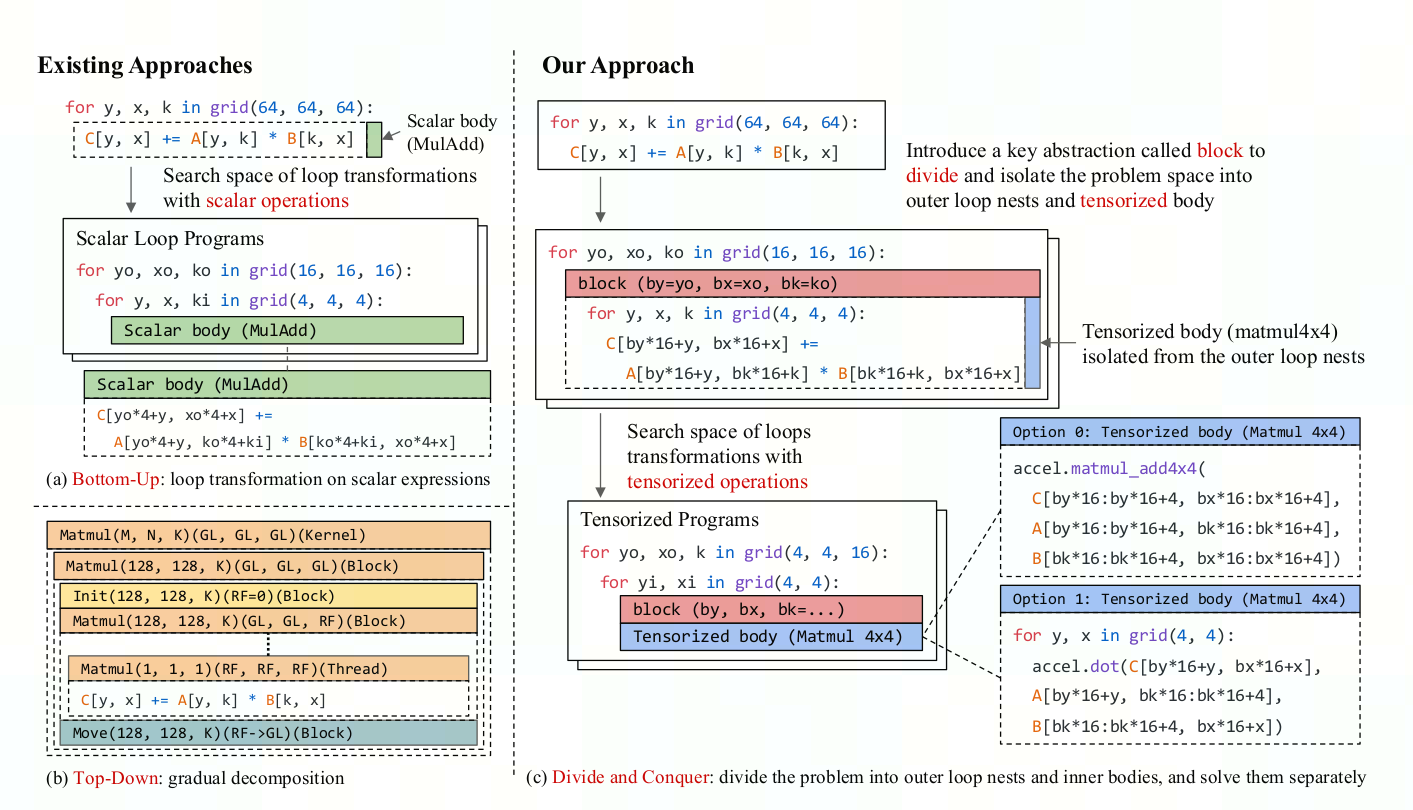 Existing Approaches
for y, x, k in grid(64, 64, 64):
C[y, x] += A[y, k] * B[k, x]
Scalar body
(MulAdd)
Search space of loop transformations
with scalar operations
Scalar Loop Programs
for yo, xo, ko in grid(16, 16, 16):
for y, x, ki in grid(4, 4, 4):
Scalar body (MulAdd)
Scalar body (MulAdd)
C[yo*4+y, xo*4+x] +=
A[yo*4+y, ko*4+ki] * B[ko*4+ki, xo*4+x]
(a) Bottom-Up: loop transformation on scalar expressions
Matmul(M, N, K)(GL, GL, GL)(Kernel)
Matmul(128, 128, K)(GL, GL, GL)(Block)
Init(128, 128, K)(RF=0)(Block)
Matmul(128, 128, K)(GL, GL, RF)(Block)
Matmul(1, 1, 1)(RF, RF, RF)(Thread)
C[y, x] += A[y, k] * B[k, x]
Move(128, 128, K)(RF->GL)(Block)
(b) Top-Down: gradual decomposition
Our Approach
for y, x, k in grid(64, 64, 64):
C[y, x] += A[y, k] * B[k, x]
Introduce a key abstraction called block to
divide and isolate the problem space into
outer loop nests and tensorized body
for yo, xo, ko in grid(16, 16, 16):
block (by=yo, bx=xo, bk=ko)
for y, x, k in grid(4, 4, 4):
C[by*16+y, bx*16+x] +=
A[by*16+y, bk*16+k] * B[bk*16+k, bx*16+x]
Tensorized body (matmul4x4)
isolated from the outer loop nests
Search space of loops
transformations with
tensorized operations
Tensorized Programs
for yo, xo, k in grid(4, 4, 16):
for yi, xi in grid(4, 4):
block (by, bx, bk=...)
Tensorized body (Matmul 4x4)
Option 0: Tensorized body (Matmul 4x4)
accel.matmul_add4x4(
C[by*16:by*16+4, bx*16:bx*16+4],
A[by*16:by*16+4, bk*16:bk*16+4],
B[bk*16:bk*16+4, bx*16:bx*16+4])
Option 1: Tensorized body (Matmul 4x4)
for y, x in grid(4, 4):
accel.dot(C[by*16+y, bx*16+x],
A[by*16+y, bk*16:bk*16+4],
B[bk*16:bk*16+4, bx*16+x])
(c) Divide and Conquer: divide the problem into outer loop nests and inner bodies, and solve them separately